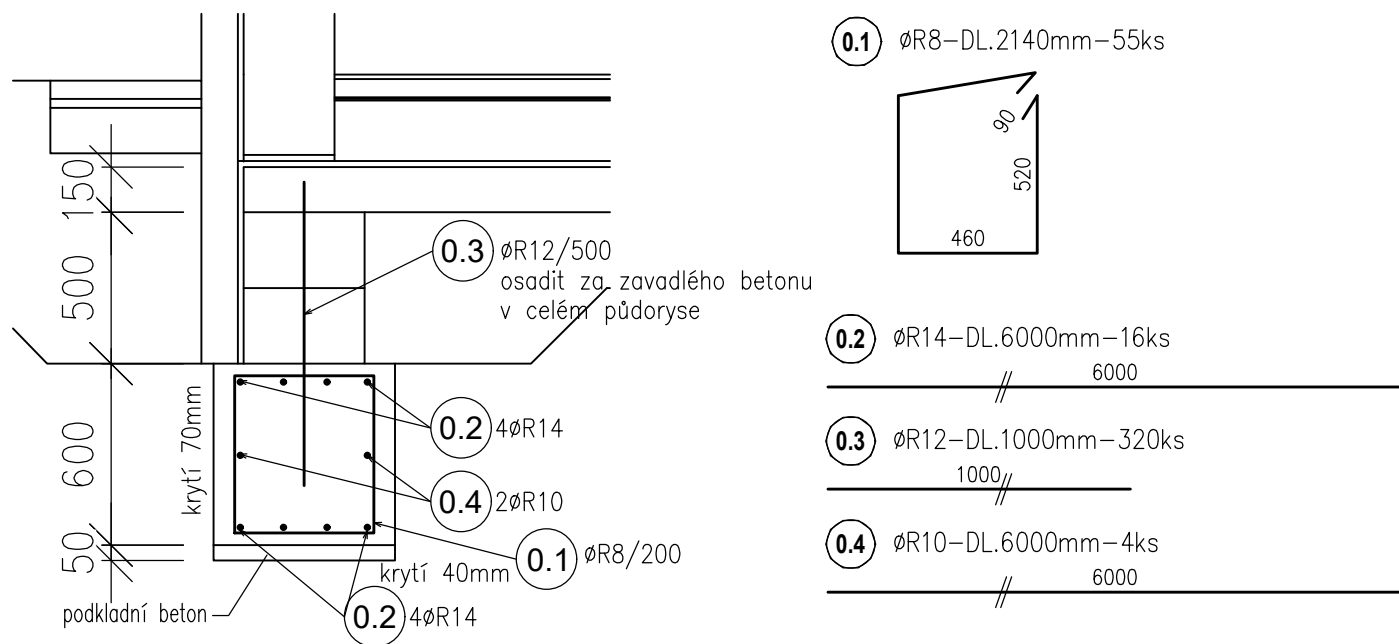 150
500
600
50
krytí 70mm
0.3 øR12/500
osadit za zavadlého betonu
v celém půdoryse
0.2 4øR14
0.4 2øR10
0.1 øR8/200
krytí 40mm
podkladní beton
0.2 4øR14
0.1 øR8-DL.2140mm-55ks
90
520
460
0.2 øR14-DL.6000mm-16ks
6000
0.3 øR12-DL.1000mm-320ks
1000
0.4 øR10-DL.6000mm-4ks
6000